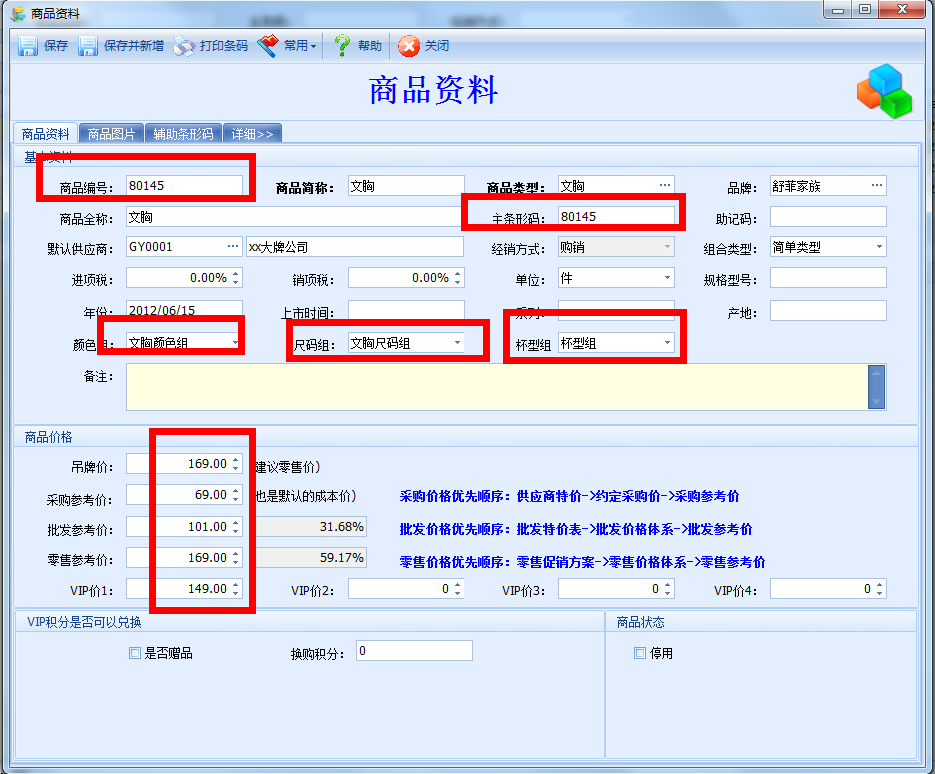 商品资料
保存 保存并新增 打印条码 常用 帮助 关闭
商品资料
商品资料 商品图片 辅助条形码 详细>>
基本资料
商品编号: 80145 商品简称: 文胸 商品类型: 文胸 ... 品牌: 舒菲家族 ...
商品全称: 文胸 主条形码: 80145 助记码:
默认供应商: GY0001 ... xx大牌公司 经销方式: 购销 组合类型: 简单类型
进项税: 0.00% 销项税: 0.00% 单位: 件 规格型号:
年份: 2012/06/15 上市时间: 系列: 产地:
颜色组: 文胸颜色组 尺码组: 文胸尺码组 杯型组 杯型组
备注:
商品价格
吊牌价: 169.00 建议零售价)
采购参考价: 69.00 也是默认的成本价) 采购价格优先顺序: 供应商特价->约定采购价->采购参考价
批发参考价: 101.00 31.68% 批发价格优先顺序: 批发特价表->批发价格体系->批发参考价
零售参考价: 169.00 59.17% 零售价格优先顺序: 零售促销方案->零售价格体系->零售参考价
VIP价1: 149.00 VIP价2: 0 VIP价3: 0 VIP价4: 0
VIP积分是否可以兑换 商品状态
是否赠品 换购积分: 0 停用